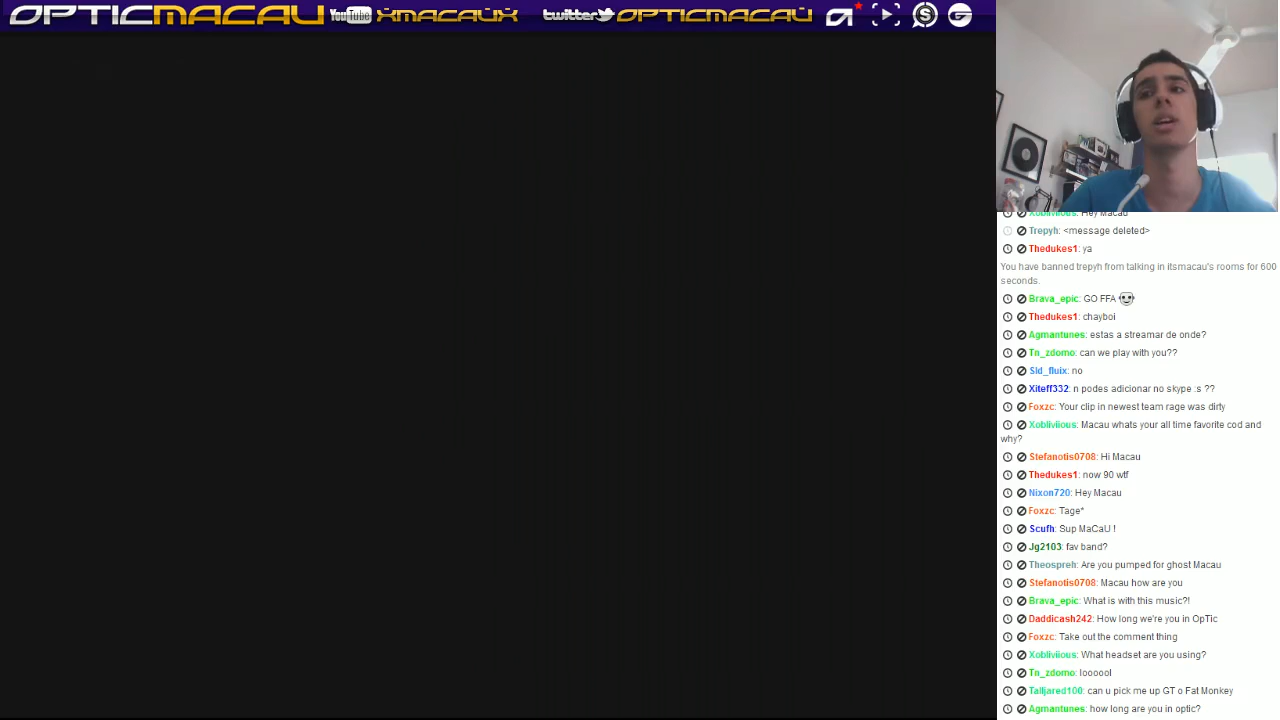 OPTICMACAU YouTube XMACAUX twitter OPTICMACAU
Xobliviious: Hey Macau
Trepyh: <message deleted>
Thedukes1: ya
You have banned trepyh from talking in itsmacau's rooms for 600
seconds.
Brava_epic: GO FFA
Thedukes1: chayboi
Agmantunes: estas a streamar de onde?
Tn_zdomo: can we play with you??
Sld_fluix: no
Xiteff332: n podes adicionar no skype :s ??
Foxzc: Your clip in newest team rage was dirty
Xobliviious: Macau whats your all time favorite cod and
why?
Stefanotis0708: Hi Macau
Thedukes1: now 90 wtf
Nixon720: Hey Macau
Foxzc: Tage*
Scufh: Sup MaCaU !
Jg2103: fav band?
Theospreh: Are you pumped for ghost Macau
Stefanotis0708: Macau how are you
Brava_epic: What is with this music?!
Daddicash242: How long we're you in OpTic
Foxzc: Take out the comment thing
Xobliviious: What headset are you using?
Tn_zdomo: loooool
Talljared100: can u pick me up GT o Fat Monkey
Agmantunes: how long are you in optic?